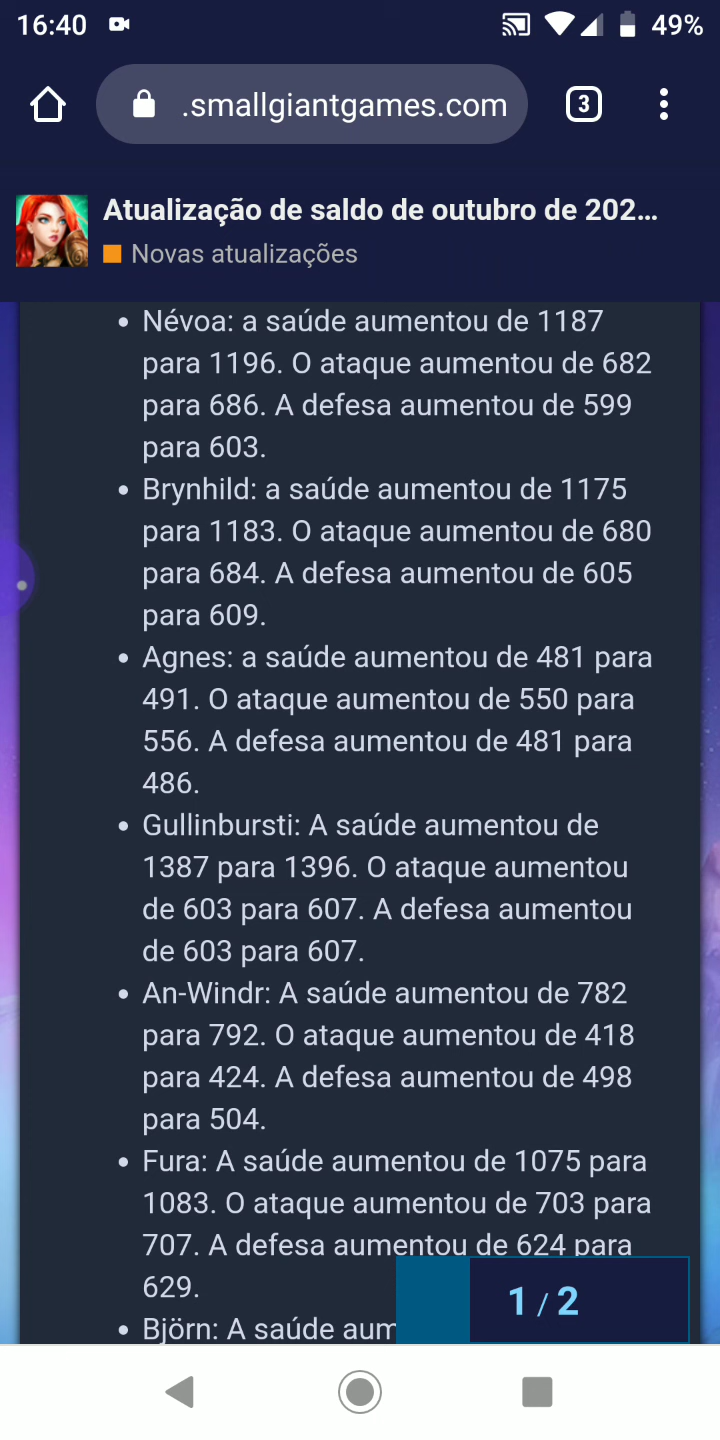 16:40 49%
.smallgiantgames.com 3
Atualização de saldo de outubro de 202...
Novas atualizações
• Névoa: a saúde aumentou de 1187
para 1196. O ataque aumentou de 682
para 686. A defesa aumentou de 599
para 603.
• Brynhild: a saúde aumentou de 1175
para 1183. O ataque aumentou de 680
para 684. A defesa aumentou de 605
para 609.
• Agnes: a saúde aumentou de 481 para
491. O ataque aumentou de 550 para
556. A defesa aumentou de 481 para
486.
• Gullinbursti: A saúde aumentou de
1387 para 1396. O ataque aumentou
de 603 para 607. A defesa aumentou
de 603 para 607.
• An-Windr: A saúde aumentou de 782
para 792. O ataque aumentou de 418
para 424. A defesa aumentou de 498
para 504.
• Fura: A saúde aumentou de 1075 para
1083. O ataque aumentou de 703 para
707. A defesa aumentou de 624 para
629.
• Björn: A saúde aum
1 / 2